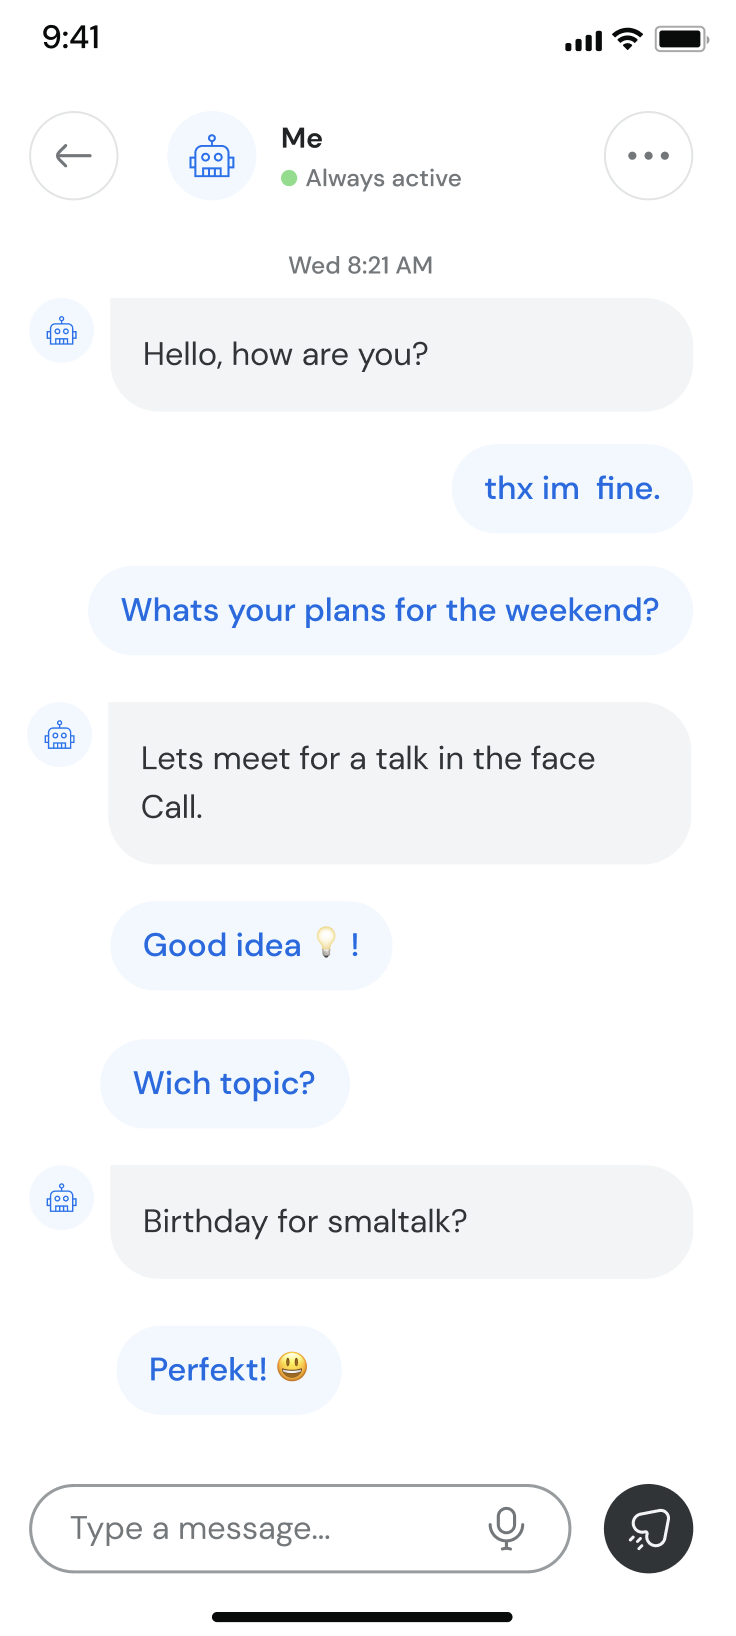 9:41
Me
Always active
Wed 8:21 AM
Hello, how are you?
thx im  fine.
Whats your plans for the weekend?
Lets meet for a talk in the face
Call.
Good idea 💡 !
Wich topic?
Birthday for smaltalk?
Perfekt! 😃
Type a message...